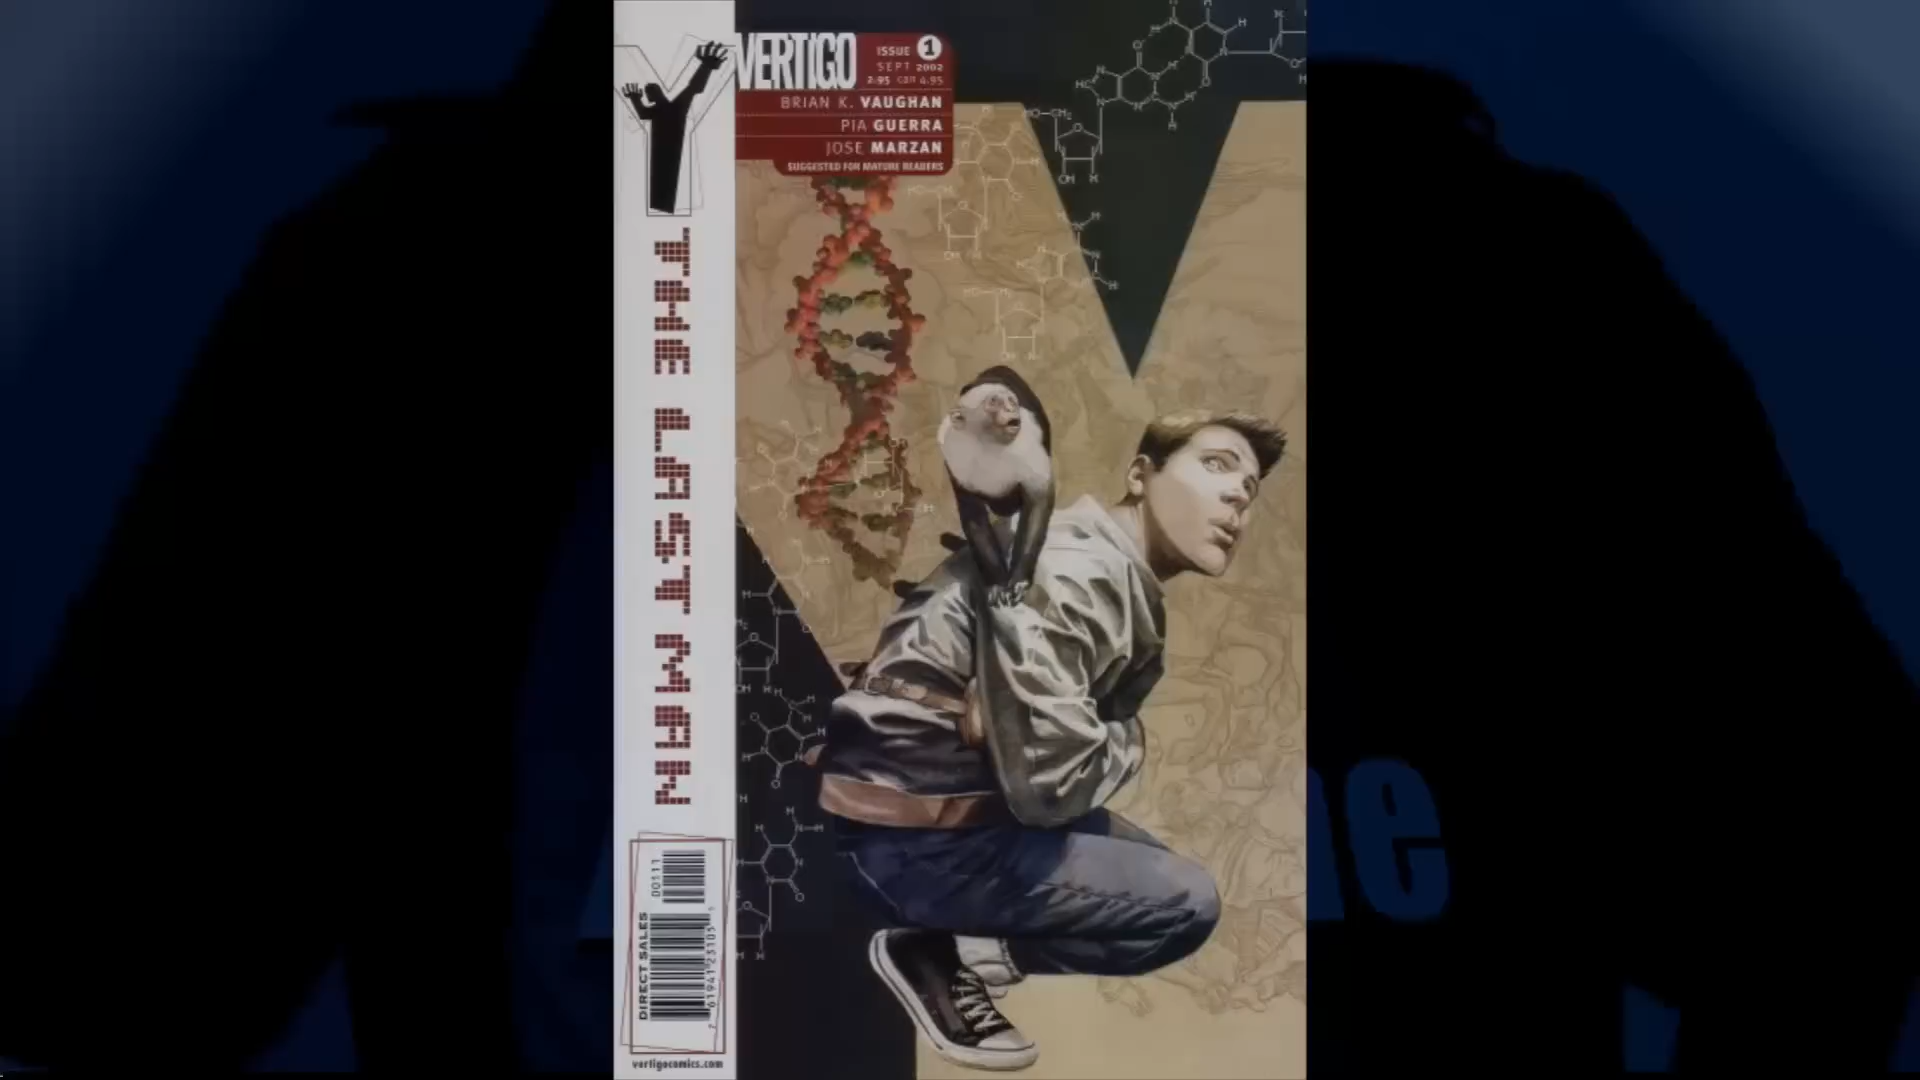 VERTIGO
ISSUE 1
SEPT 2002
2.95 can 4.95
BRIAN K. VAUGHAN
PIA GUERRA
JOSE MARZAN
SUGGESTED FOR MATURE READERS
Y
THE LAST MAN
00111
DIRECT SALES
vertigocomics.com